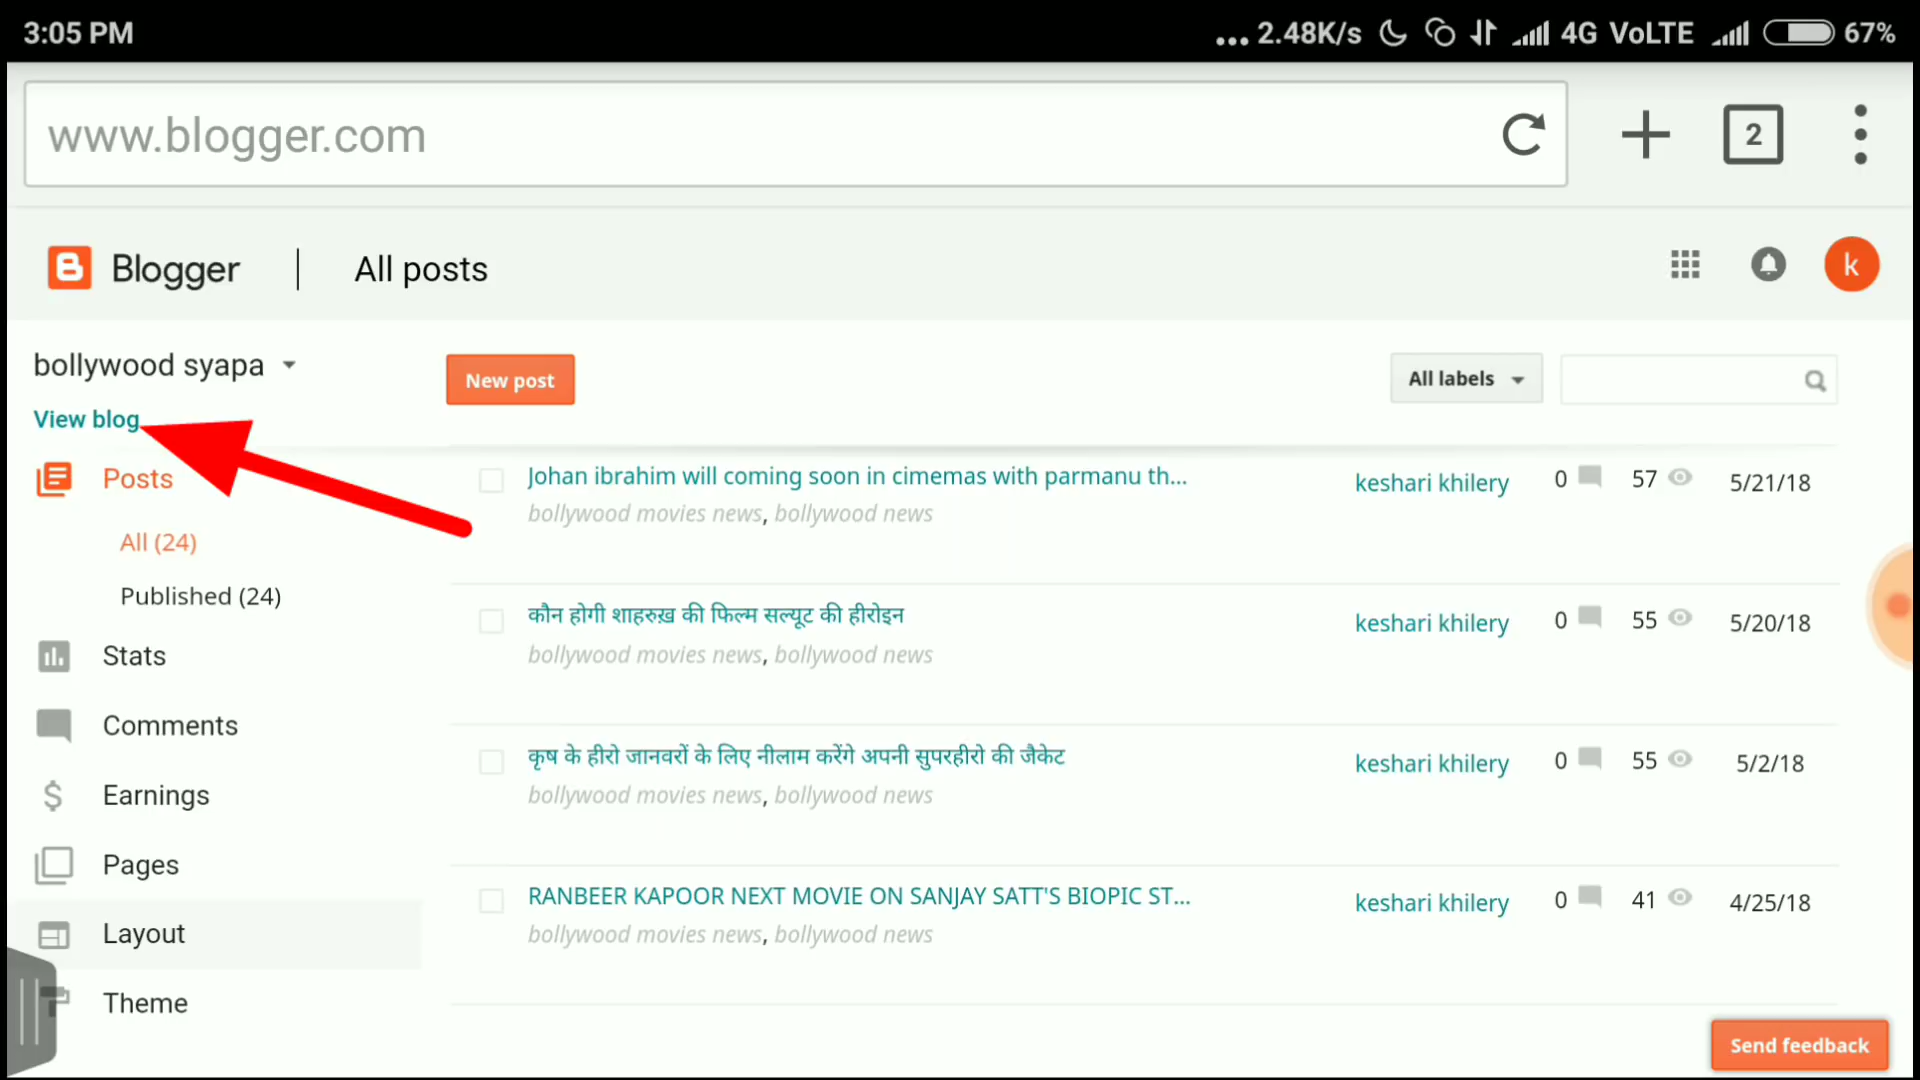 3:05 PM
... 2.48K/s 4G VoLTE 67%
www.blogger.com
2
Blogger | All posts
k
bollywood syapa
New post
All labels
View blog
Posts
All (24)
Published (24)
Stats
Comments
Earnings
Pages
Layout
Theme
Johan ibrahim will coming soon in cimemas with parmanu th...
bollywood movies news, bollywood news
keshari khilery 0 57 5/21/18
कौन होगी शाहरुख़ की फिल्म सल्यूट की हीरोइन
bollywood movies news, bollywood news
keshari khilery 0 55 5/20/18
कृष के हीरो जानवरों के लिए नीलाम करेंगे अपनी सुपरहीरो की जैकेट
bollywood movies news, bollywood news
keshari khilery 0 55 5/2/18
RANBEER KAPOOR NEXT MOVIE ON SANJAY SATT'S BIOPIC ST...
bollywood movies news, bollywood news
keshari khilery 0 41 4/25/18
Send feedback